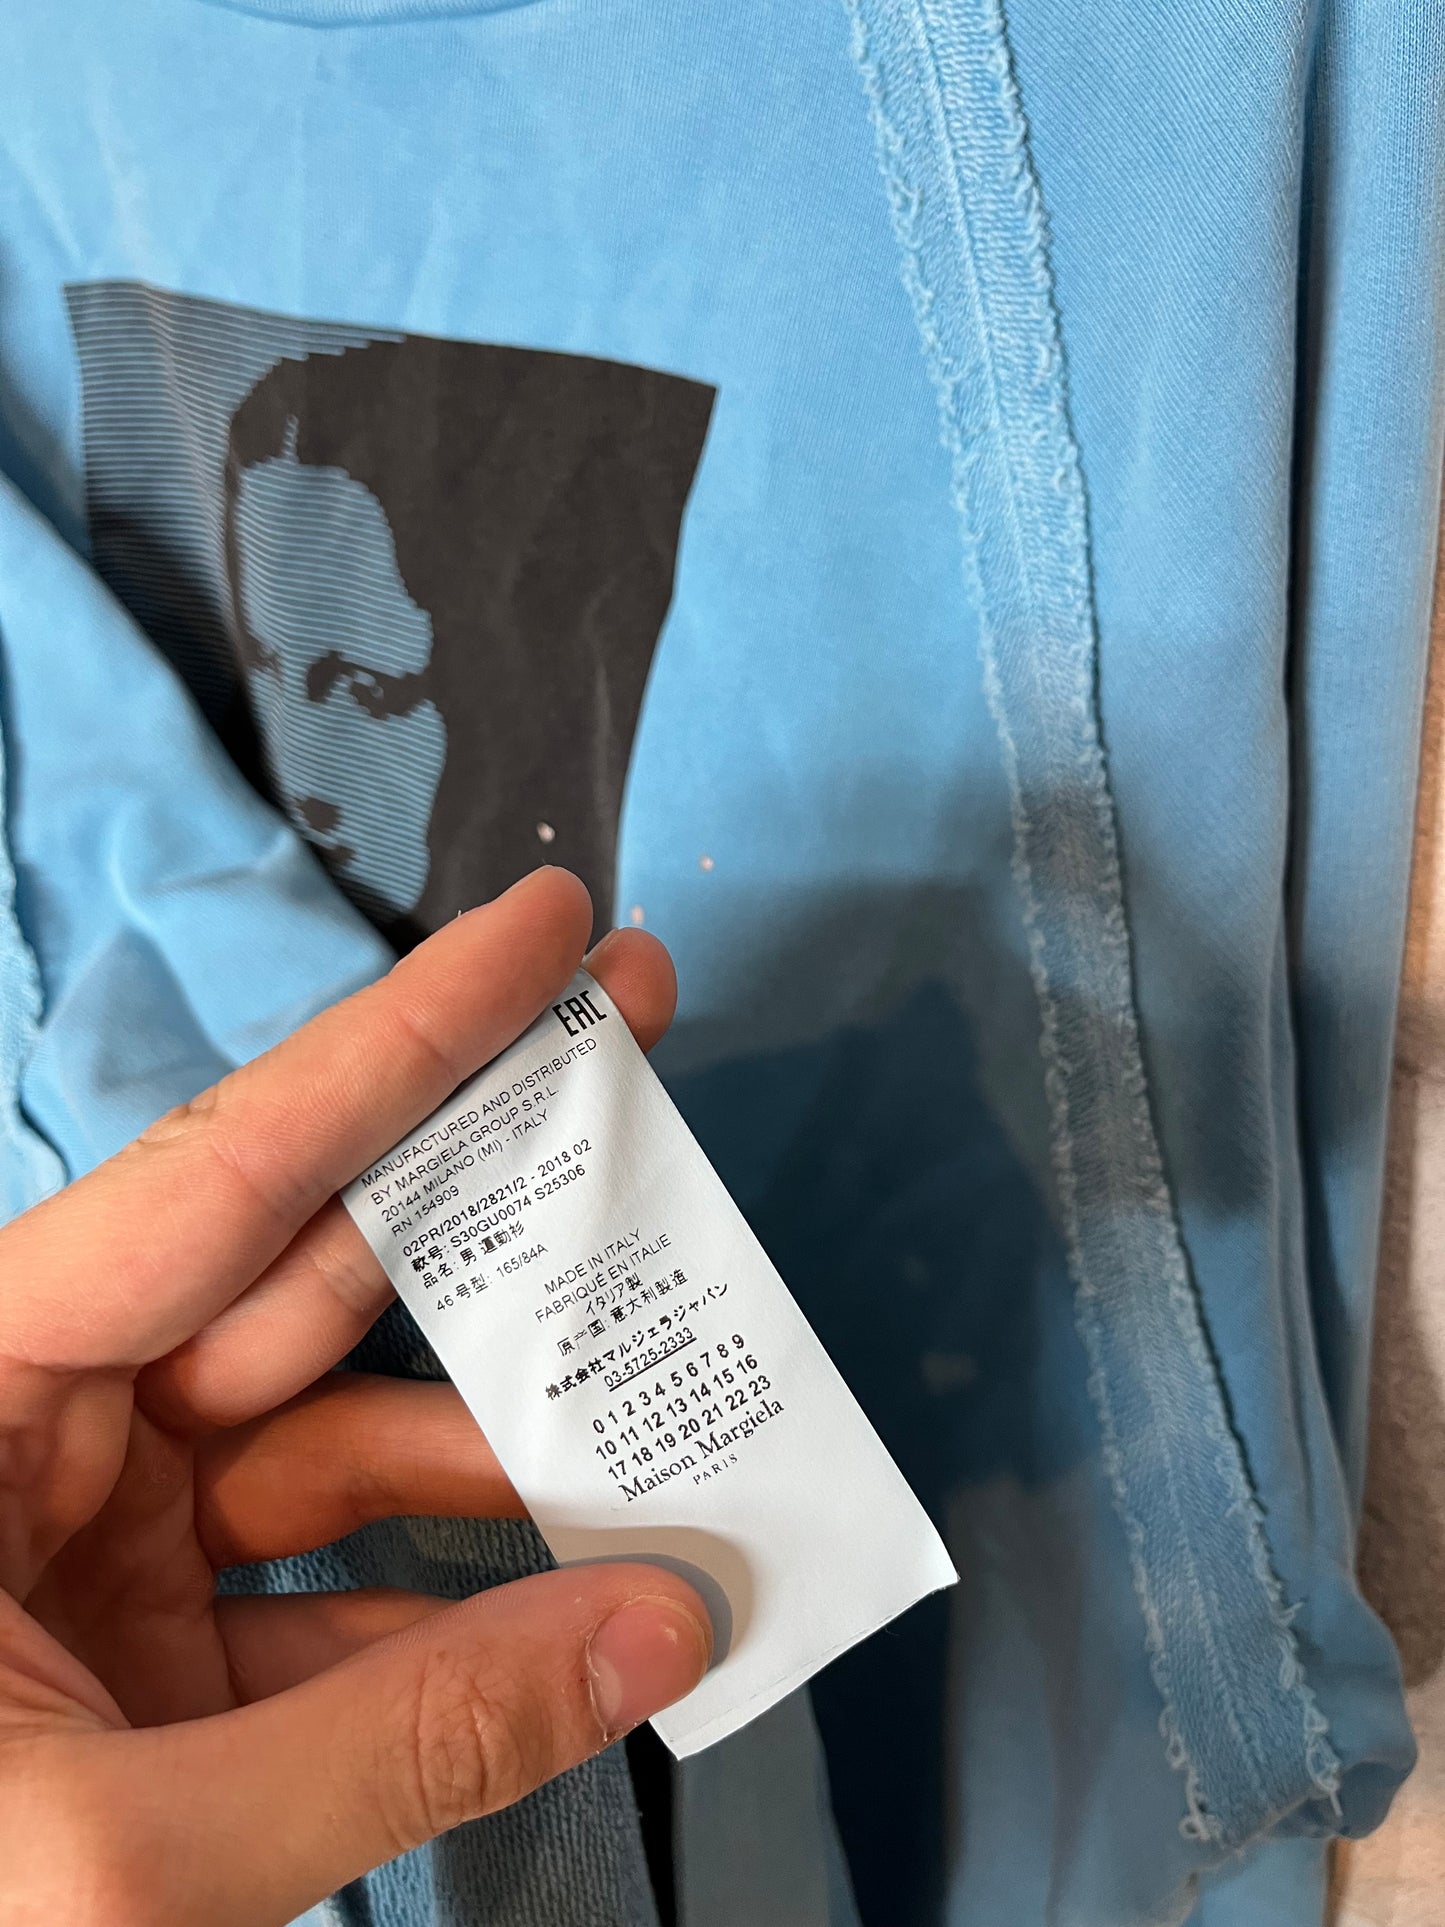 EAC
MANUFACTURED AND DISTRIBUTED
BY MARGIELA GROUP S.R.L.
20144 MILANO (MI) - ITALY
RN 154909
02PR/2018/2821/2 - 2018 02
款号: S30GU0074 S25306
品名: 男 運動衫
46 号型: 165/84A
MADE IN ITALY
FABRIQUÉ EN ITALIE
イタリア製
原产国: 意大利製造
株式会社マルジェラジャパン
03-5725-2333
0 1 2 3 4 5 6 7 8 9
10 11 12 13 14 15 16
17 18 19 20 21 22 23
Maison Margiela
PARIS